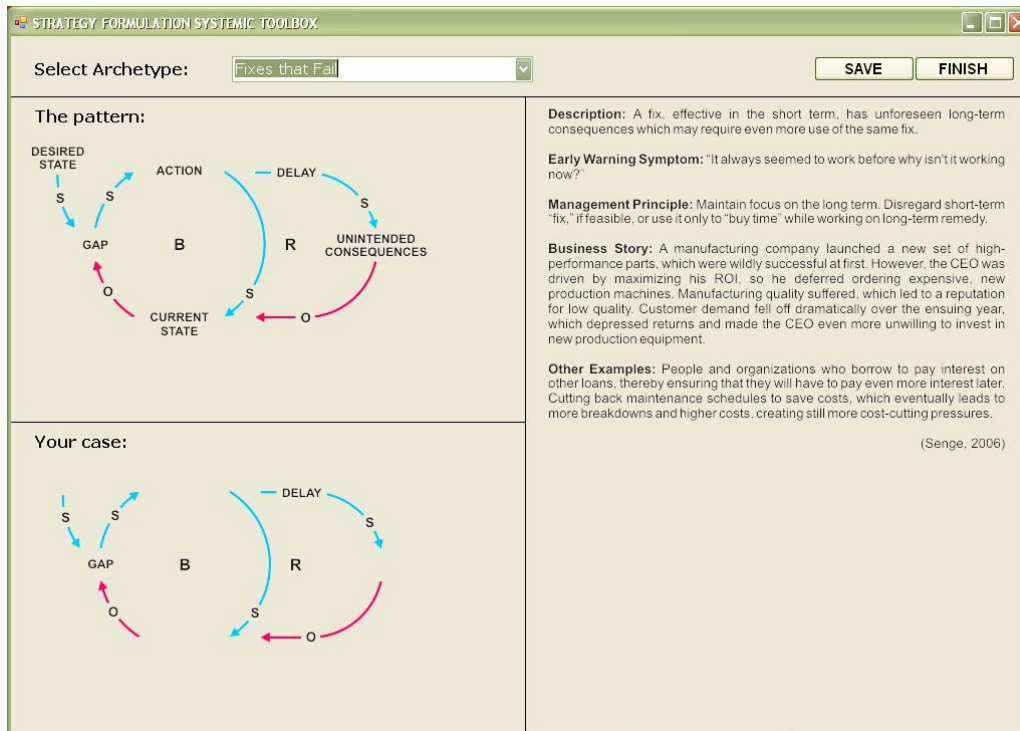 STRATEGY FORMULATION SYSTEMIC TOOLBOX
Select Archetype:
Fixes that Fail
SAVE
FINISH
The pattern:
DESIRED
STATE
ACTION
DELAY
S
S
S
GAP
B
R
UNINTENDED
CONSEQUENCES
O
S
CURRENT
STATE
O
Your case:
DELAY
S
S
S
GAP
B
R
O
S
O
Description: A fix, effective in the short term, has unforeseen long-term
consequences which may require even more use of the same fix.
Early Warning Symptom: "It always seemed to work before why isn't it working
now?"
Management Principle: Maintain focus on the long term. Disregard short-term
"fix," if feasible, or use it only to "buy time" while working on long-term remedy.
Business Story: A manufacturing company launched a new set of high-
performance parts, which were wildly successful at first. However, the CEO was
driven by maximizing his ROI, so he deferred ordering expensive, new
production machines. Manufacturing quality suffered, which led to a reputation
for low quality. Customer demand fell off dramatically over the ensuing year,
which depressed returns and made the CEO even more unwilling to invest in
new production equipment.
Other Examples: People and organizations who borrow to pay interest on
other loans, thereby ensuring that they will have to pay even more interest later.
Cutting back maintenance schedules to save costs, which eventually leads to
more breakdowns and higher costs, creating still more cost-cutting pressures.
(Senge, 2006)